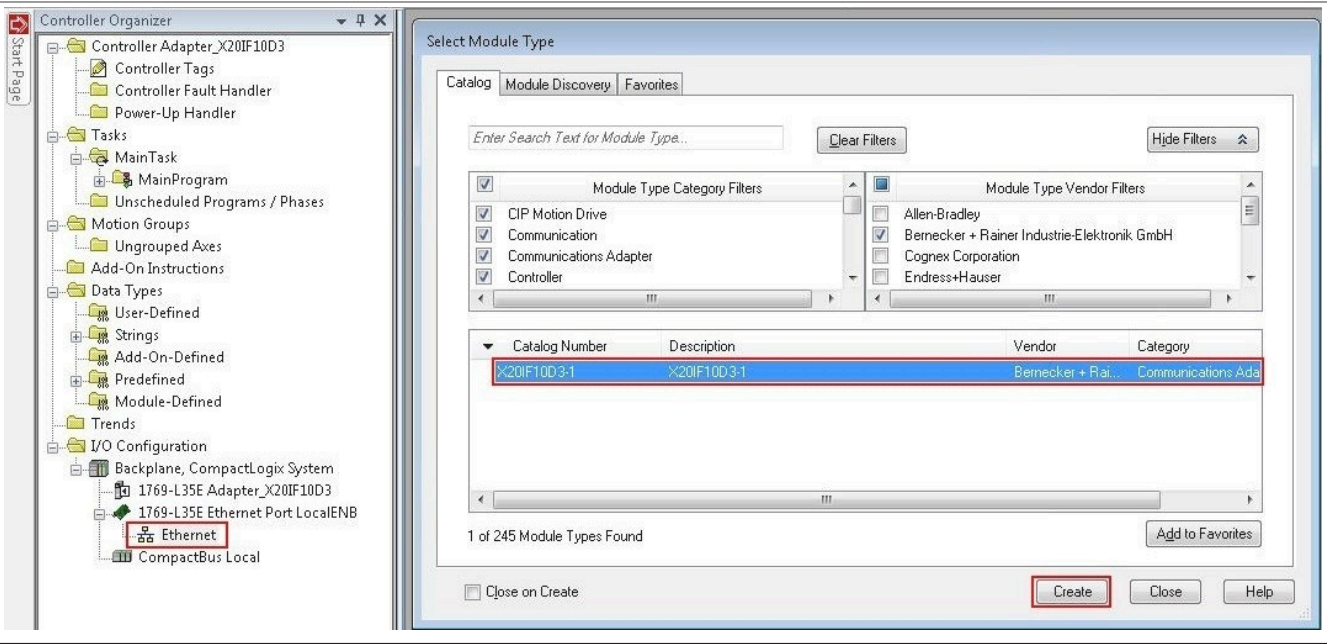 Start Page
Controller Organizer
Controller Adapter_X20IF10D3
Controller Tags
Controller Fault Handler
Power-Up Handler
Tasks
MainTask
MainProgram
Unscheduled Programs / Phases
Motion Groups
Ungrouped Axes
Add-On Instructions
Data Types
User-Defined
Strings
Add-On-Defined
Predefined
Module-Defined
Trends
I/O Configuration
Backplane, CompactLogix System
1769-L35E Adapter_X20IF10D3
1769-L35E Ethernet Port LocalENB
Ethernet
CompactBus Local
Select Module Type
Catalog Module Discovery Favorites
Enter Search Text for Module Type...
Clear Filters
Hide Filters
Module Type Category Filters
CIP Motion Drive
Communication
Communications Adapter
Controller
Module Type Vendor Filters
Allen-Bradley
Bernecker + Rainer Industrie-Elektronik GmbH
Cognex Corporation
Endress+Hauser
Catalog Number Description Vendor Category
X20IF10D3-1 X20IF10D3-1 Bernecker + Rai... Communications Ada
1 of 245 Module Types Found
Add to Favorites
Close on Create
Create Close Help